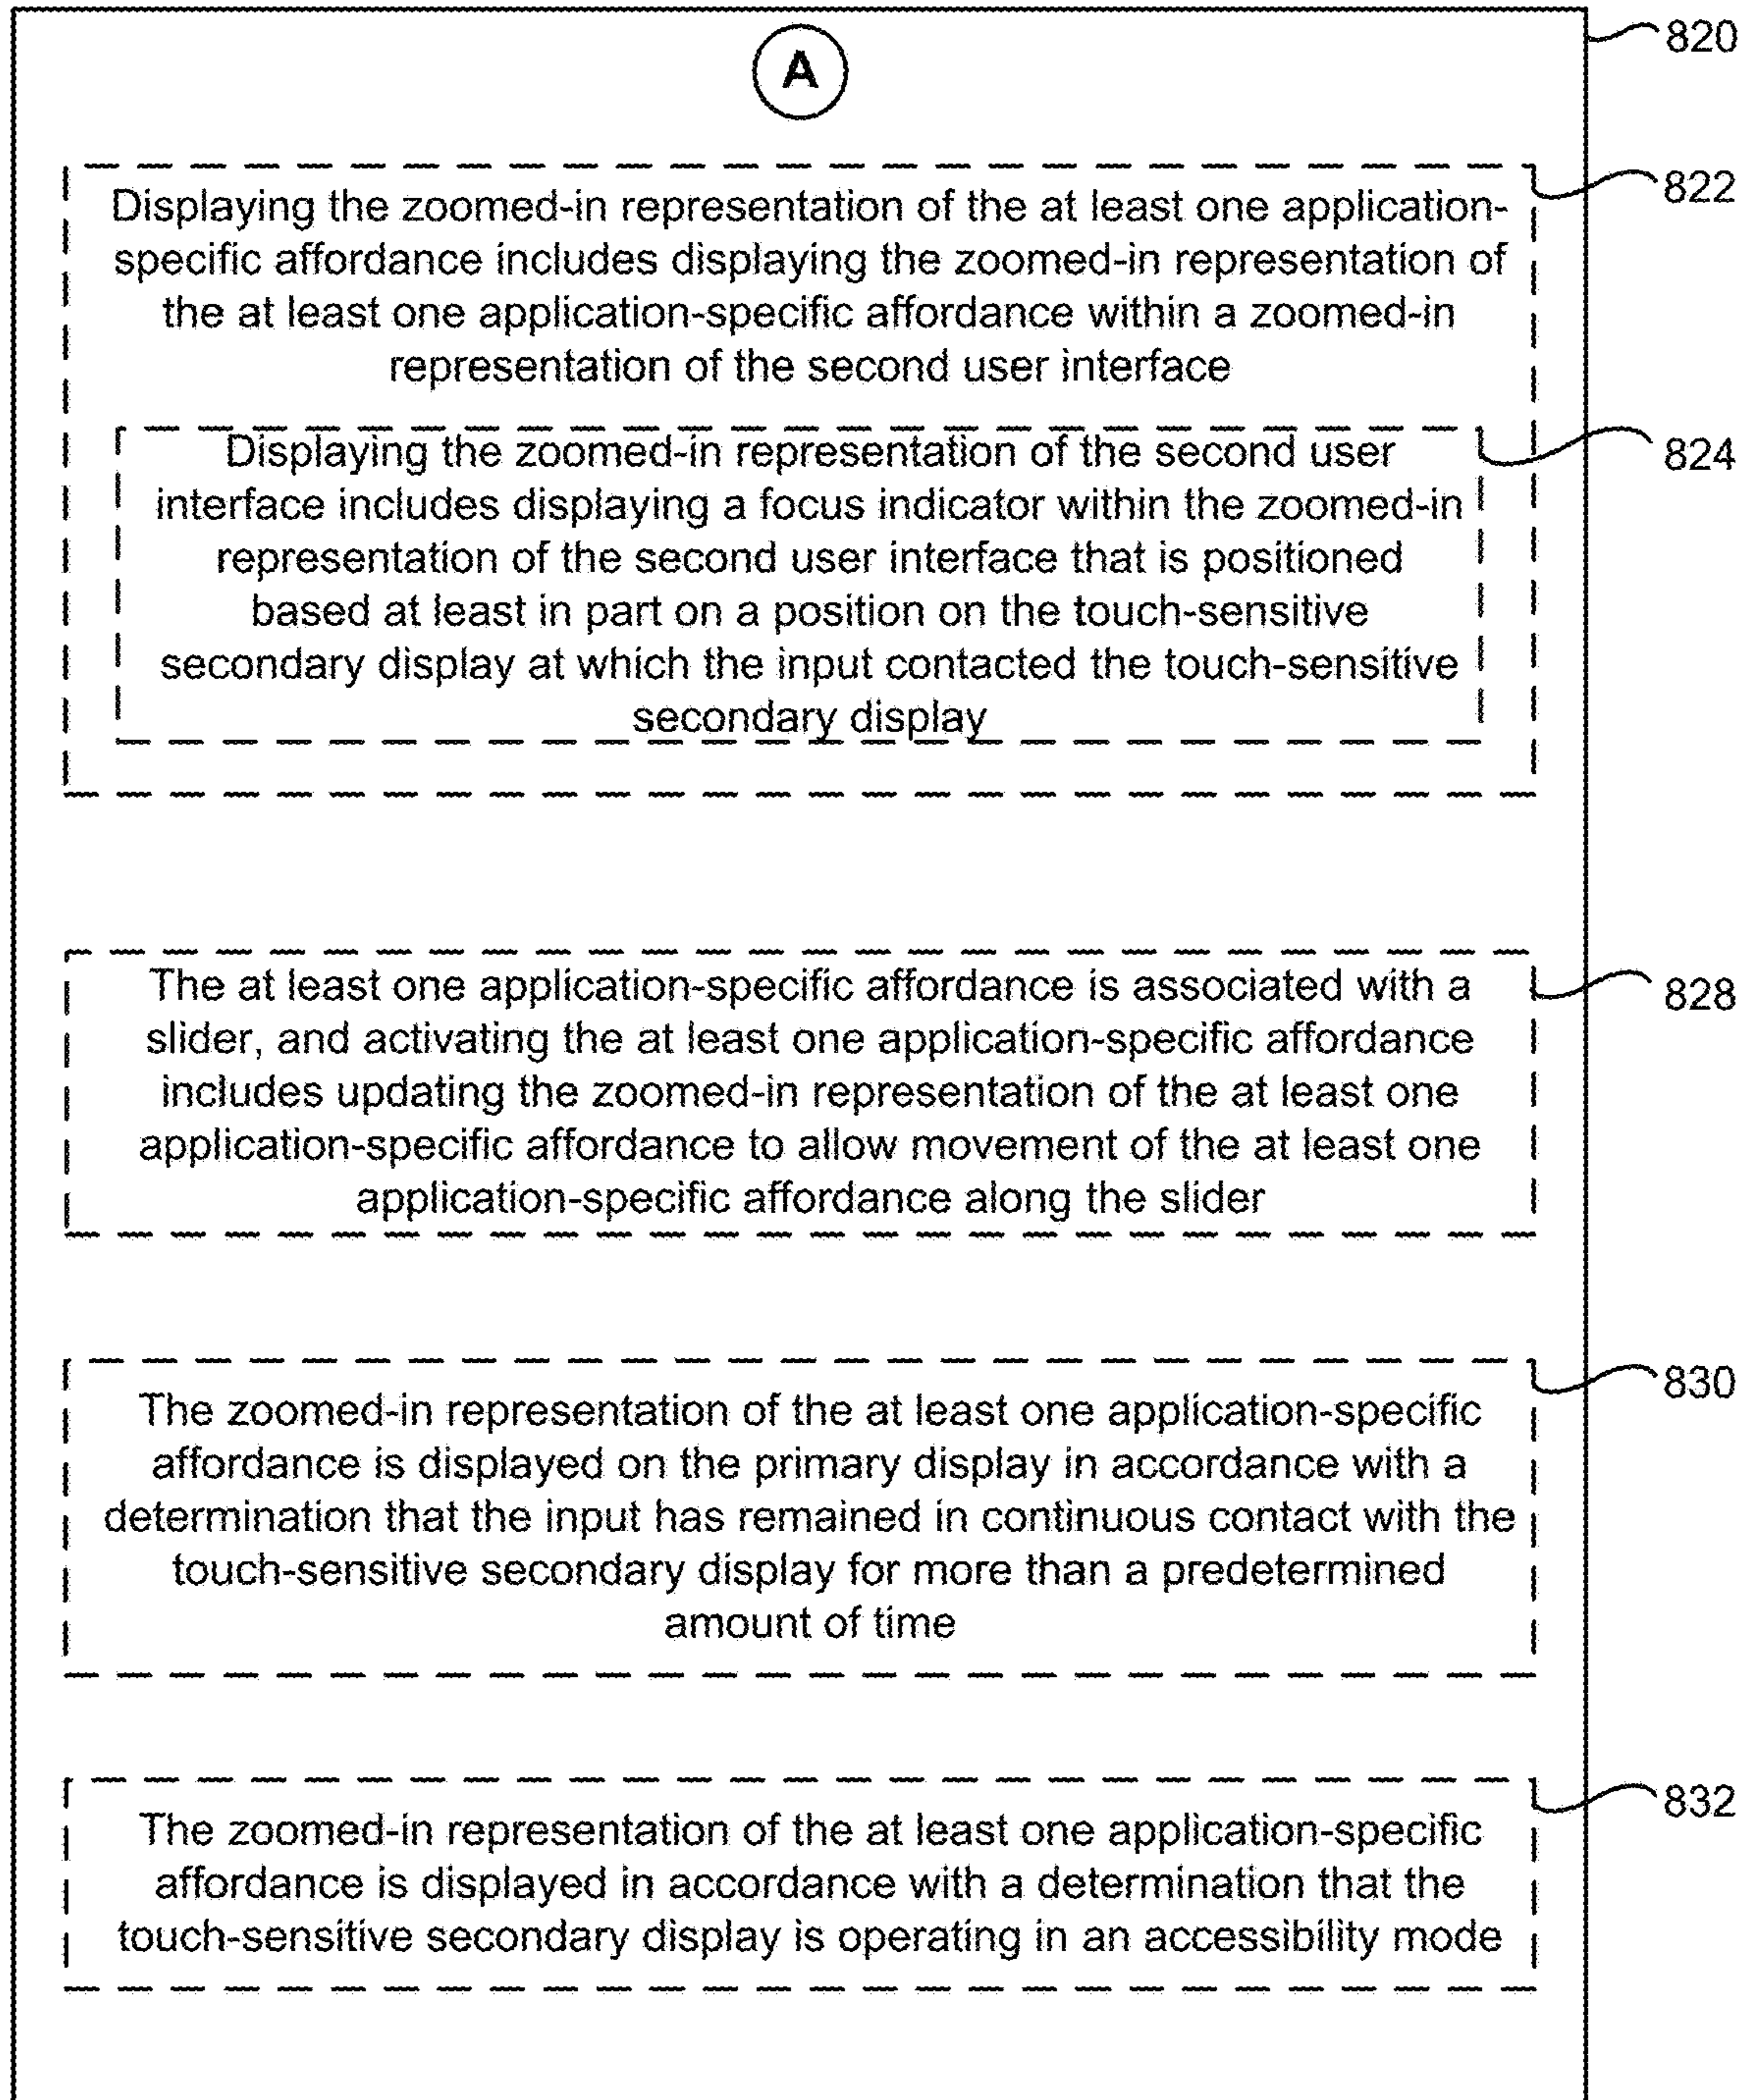 820
A
822
Displaying the zoomed-in representation of the at least one application-
specific affordance includes displaying the zoomed-in representation of
the at least one application-specific affordance within a zoomed-in
representation of the second user interface
824
Displaying the zoomed-in representation of the second user
interface includes displaying a focus indicator within the zoomed-in
representation of the second user interface that is positioned
based at least in part on a position on the touch-sensitive
secondary display at which the input contacted the touch-sensitive
secondary display
828
The at least one application-specific affordance is associated with a
slider, and activating the at least one application-specific affordance
includes updating the zoomed-in representation of the at least one
application-specific affordance to allow movement of the at least one
application-specific affordance along the slider
830
The zoomed-in representation of the at least one application-specific
affordance is displayed on the primary display in accordance with a
determination that the input has remained in continuous contact with the
touch-sensitive secondary display for more than a predetermined
amount of time
832
The zoomed-in representation of the at least one application-specific
affordance is displayed in accordance with a determination that the
touch-sensitive secondary display is operating in an accessibility mode